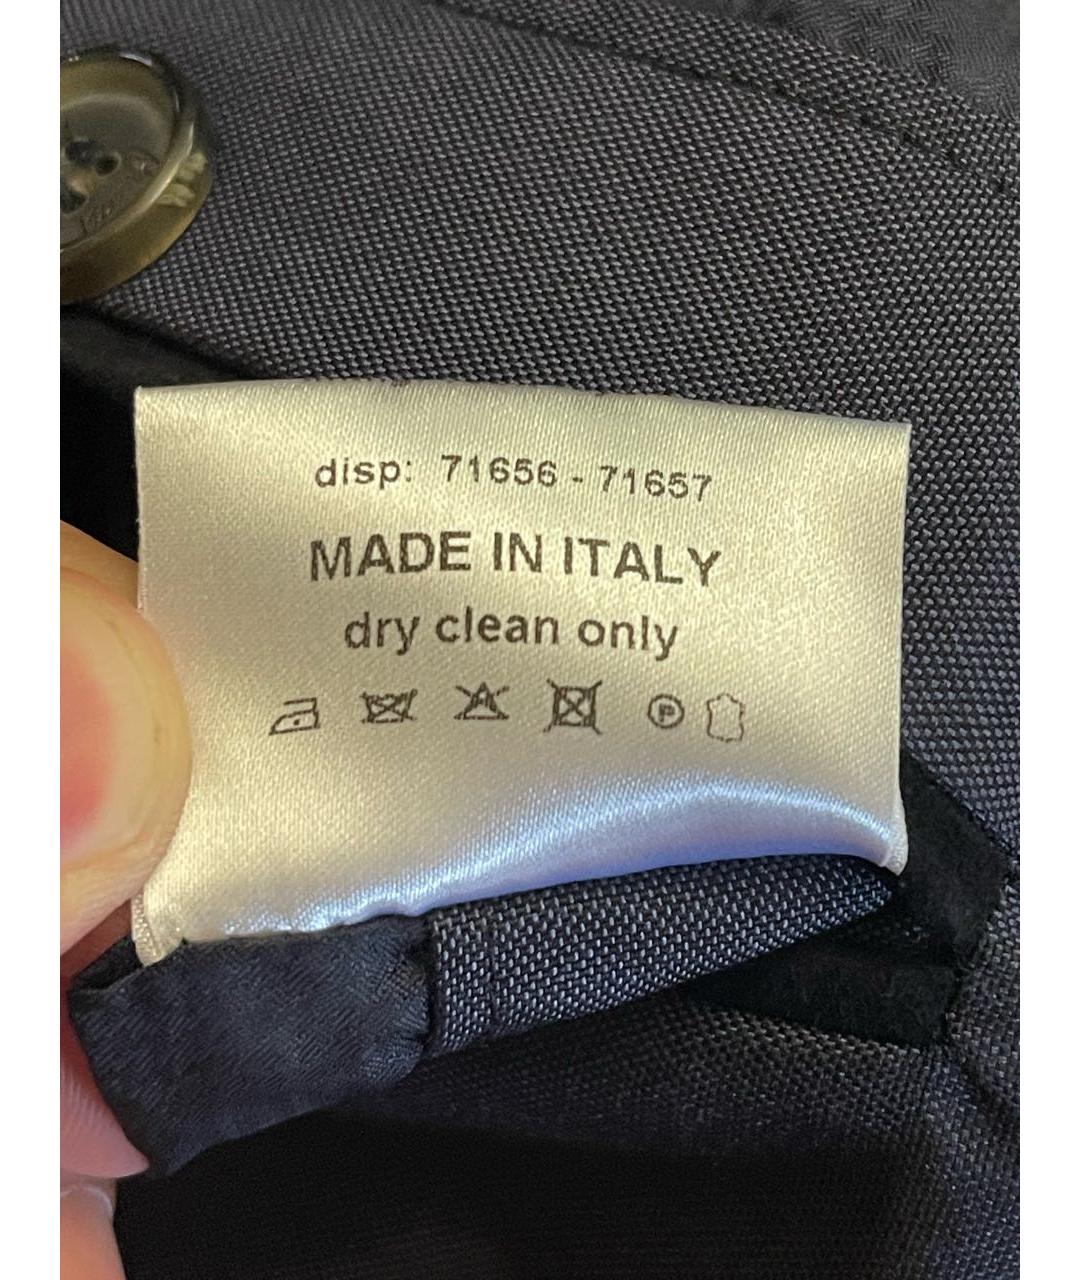 disp: 71656 - 71657
MADE IN ITALY
dry clean only
P